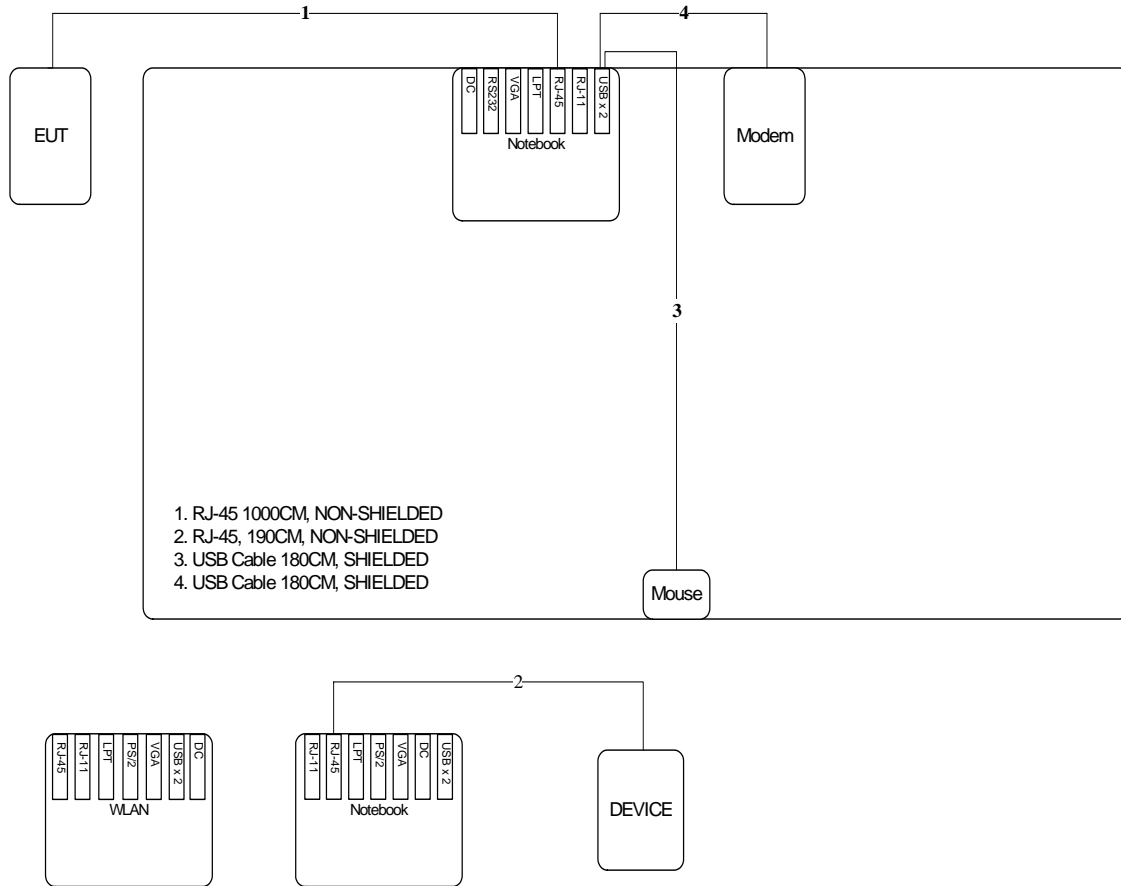 1
4
EUT
DC
RS232
VGA
LPT
RJ-45
RJ-11
USB x 2
Notebook
Modem
3
1. RJ-45 1000CM, NON-SHIELDED
2. RJ-45, 190CM, NON-SHIELDED
3. USB Cable 180CM, SHIELDED
4. USB Cable 180CM, SHIELDED
Mouse
2
RJ-45
RJ-11
LPT
PS/2
VGA
USB x 2
DC
WLAN
RJ-11
RJ-45
LPT
PS/2
VGA
DC
USB x 2
Notebook
DEVICE